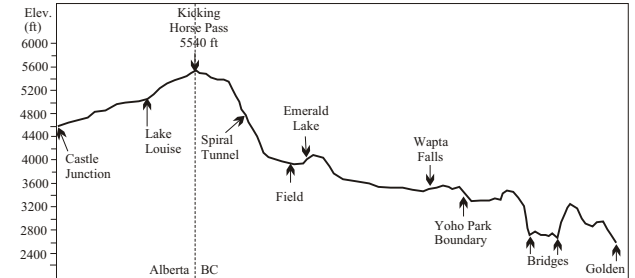 Elev.
(ft)
Kicking
Horse Pass
5540 ft
6000
5600
5200
4800
4400
4000
3600
3200
2800
2400
Castle
Junction
Lake
Louise
Spiral
Tunnel
Emerald
Lake
Field
Wapta
Falls
Yoho Park
Boundary
Bridges
Golden
Alberta
BC